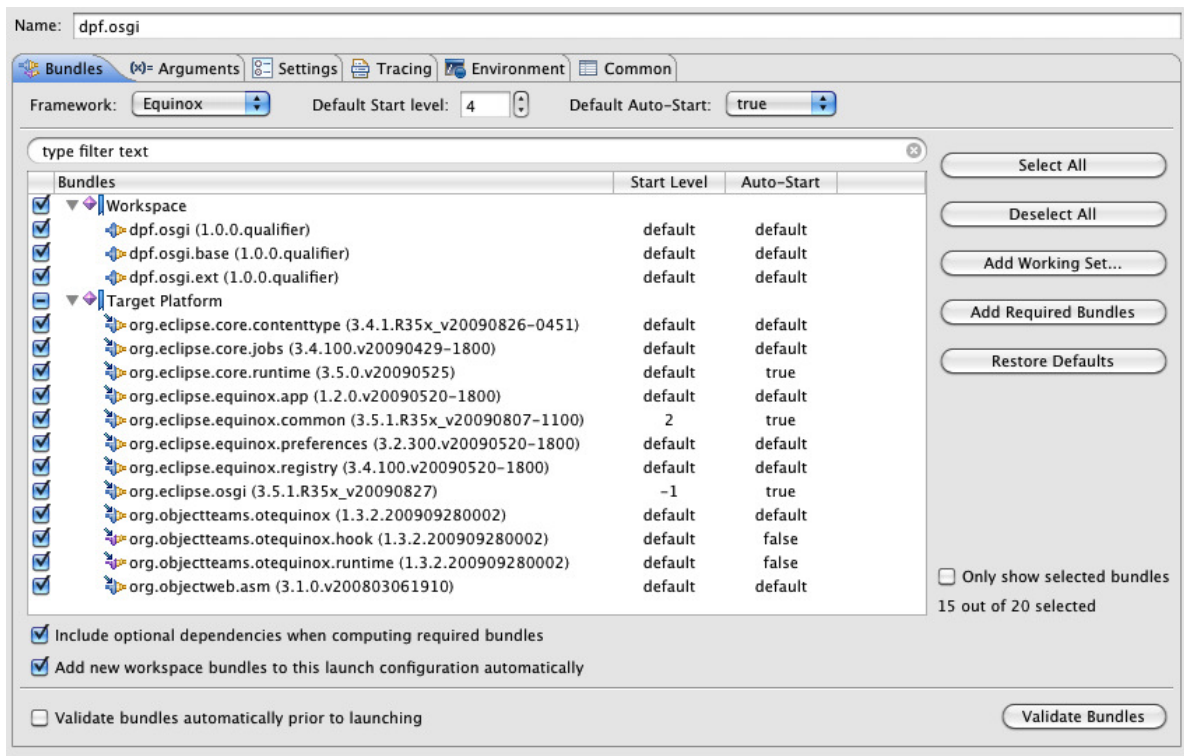 Name: dpf.osgi
Bundles (x)= Arguments Settings Tracing Environment Common
Framework: Equinox Default Start level: 4 Default Auto-Start: true
type filter text
Select All
Bundles Start Level Auto-Start
Workspace
Deselect All
dpf.osgi (1.0.0.qualifier) default default
dpf.osgi.base (1.0.0.qualifier) default default
Add Working Set...
dpf.osgi.ext (1.0.0.qualifier) default default
Target Platform
Add Required Bundles
org.eclipse.core.contenttype (3.4.1.R35x_v20090826-0451) default default
org.eclipse.core.jobs (3.4.100.v20090429-1800) default default
Restore Defaults
org.eclipse.core.runtime (3.5.0.v20090525) default true
org.eclipse.equinox.app (1.2.0.v20090520-1800) default default
org.eclipse.equinox.common (3.5.1.R35x_v20090807-1100) 2 true
org.eclipse.equinox.preferences (3.2.300.v20090520-1800) default default
org.eclipse.equinox.registry (3.4.100.v20090520-1800) default default
org.eclipse.osgi (3.5.1.R35x_v20090827) -1 true
org.objectteams.otequinox (1.3.2.200909280002) default default
org.objectteams.otequinox.hook (1.3.2.200909280002) default false
org.objectteams.otequinox.runtime (1.3.2.200909280002) default false
Only show selected bundles
org.objectweb.asm (3.1.0.v200803061910) default default
15 out of 20 selected
Include optional dependencies when computing required bundles
Add new workspace bundles to this launch configuration automatically
Validate bundles automatically prior to launching Validate Bundles